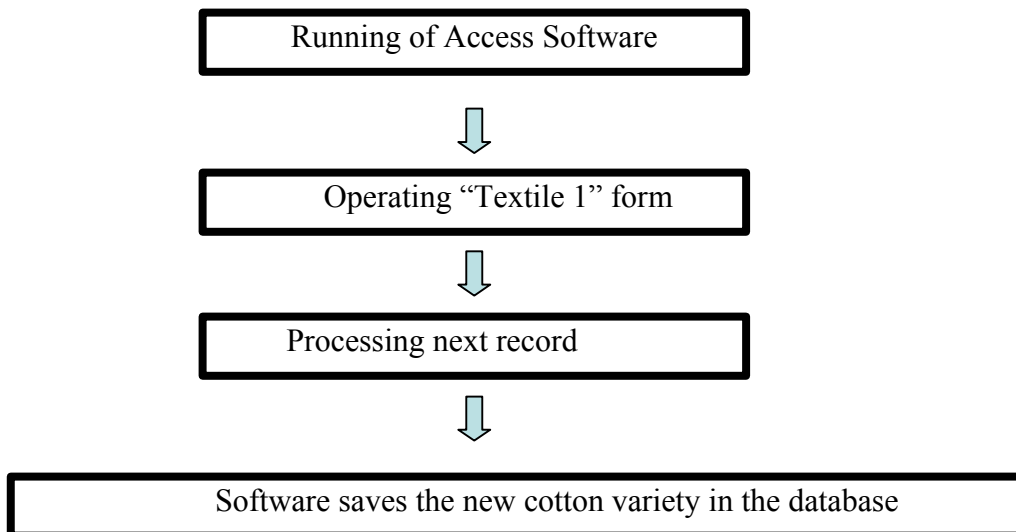 Running of Access Software
Operating “Textile 1” form
Processing next record
Software saves the new cotton variety in the database